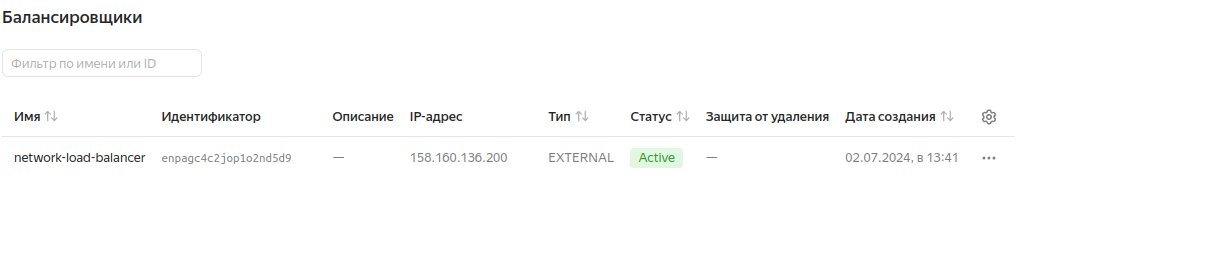 Балансировщики
Фильтр по имени или ID
Имя Идентификатор Описание IP-адрес Тип Статус Защита от удаления Дата создания
network-load-balancer enpagc4c2jop1o2nd5d9 — 158.160.136.200 EXTERNAL Active — 02.07.2024, в 13:41